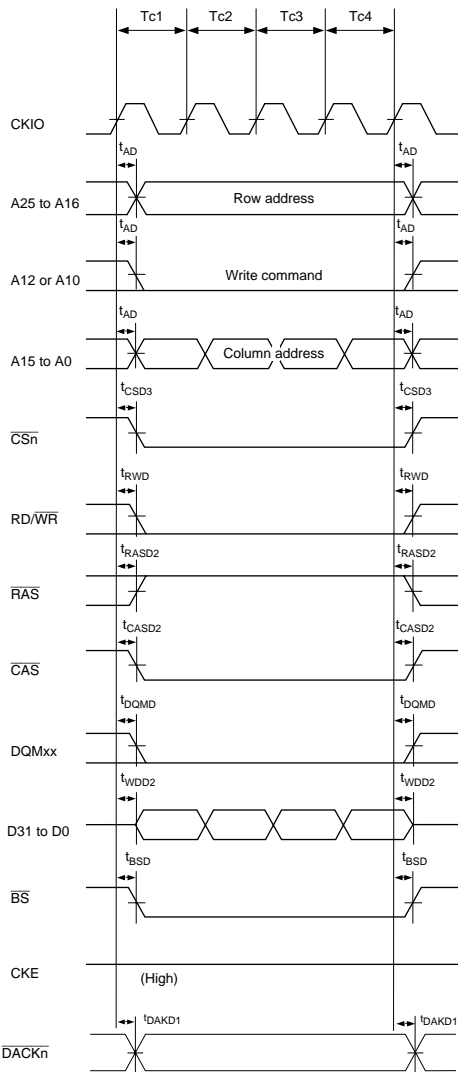 Tc1 Tc2 Tc3 Tc4
CKIO
tAD tAD
A25 to A16 Row address
tAD tAD
A12 or A10 Write command
tAD tAD
A15 to A0 Column address
tCSD3 tCSD3
CSn
tRWD tRWD
RD/WR
tRASD2 tRASD2
RAS
tCASD2 tCASD2
CAS
tDQMD tDQMD
DQMxx
tWDD2 tWDD2
D31 to D0
tBSD tBSD
BS
CKE (High)
tDAKD1 tDAKD1
DACKn